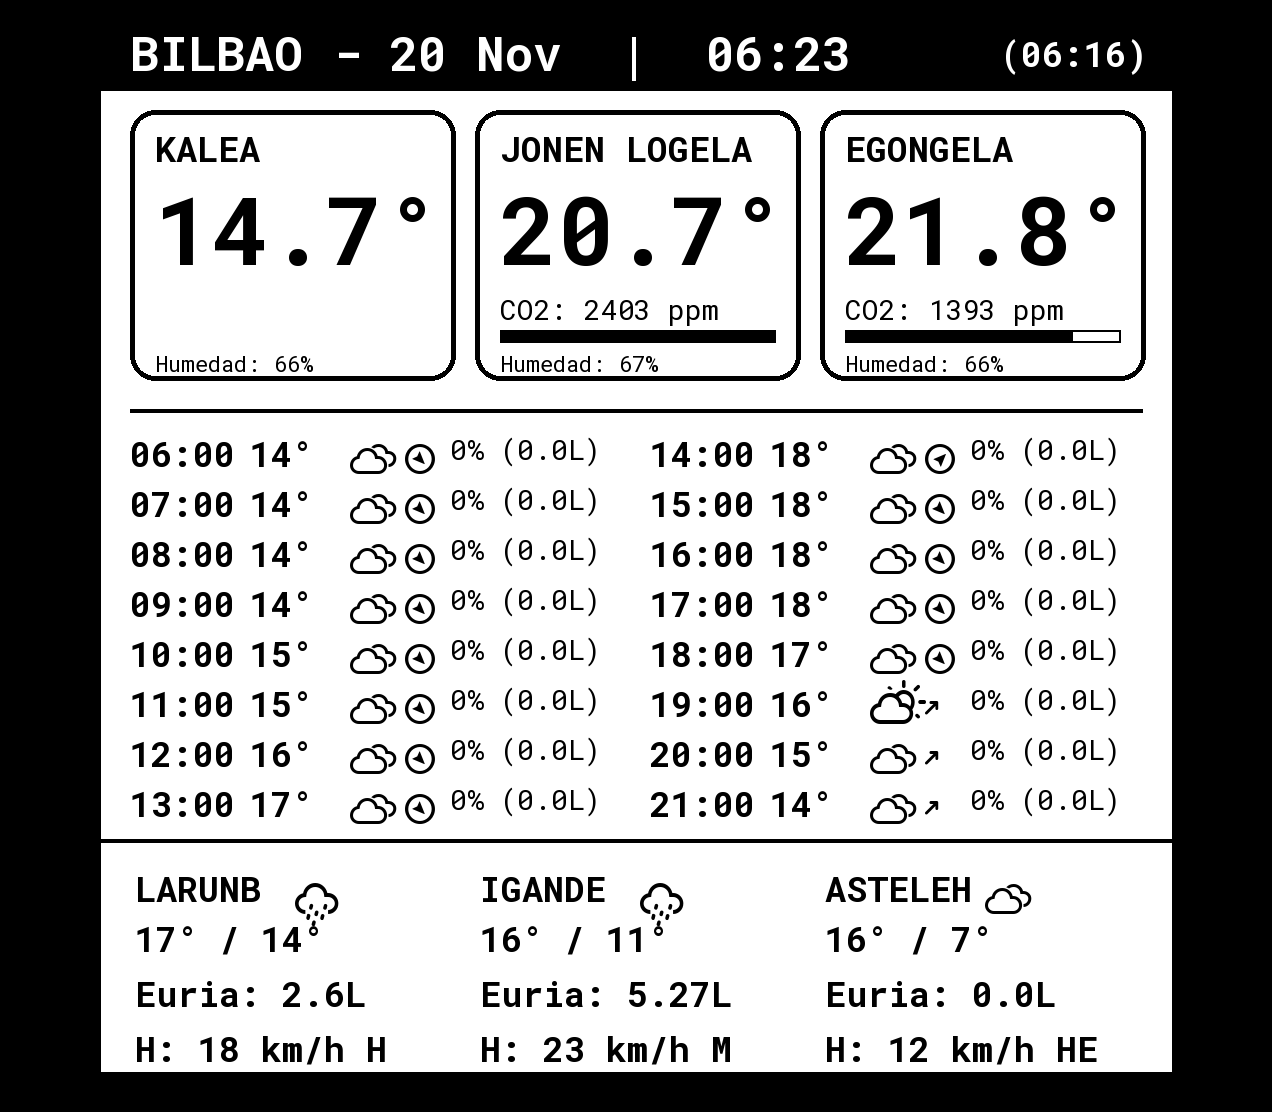 BILBAO - 20 Nov | 06:23 (06:16)
KALEA
14.7°
Humedad: 66%
JONEN LOGELA
20.7°
CO2: 2403 ppm
Humedad: 67%
EGONGELA
21.8°
CO2: 1393 ppm
Humedad: 66%
06:00 14° 0% (0.0L)
07:00 14° 0% (0.0L)
08:00 14° 0% (0.0L)
09:00 14° 0% (0.0L)
10:00 15° 0% (0.0L)
11:00 15° 0% (0.0L)
12:00 16° 0% (0.0L)
13:00 17° 0% (0.0L)
14:00 18° 0% (0.0L)
15:00 18° 0% (0.0L)
16:00 18° 0% (0.0L)
17:00 18° 0% (0.0L)
18:00 17° 0% (0.0L)
19:00 16° 0% (0.0L)
20:00 15° 0% (0.0L)
21:00 14° 0% (0.0L)
LARUNB
17° / 14°
Euria: 2.6L
H: 18 km/h H
IGANDE
16° / 11°
Euria: 5.27L
H: 23 km/h M
ASTELEH
16° / 7°
Euria: 0.0L
H: 12 km/h HE